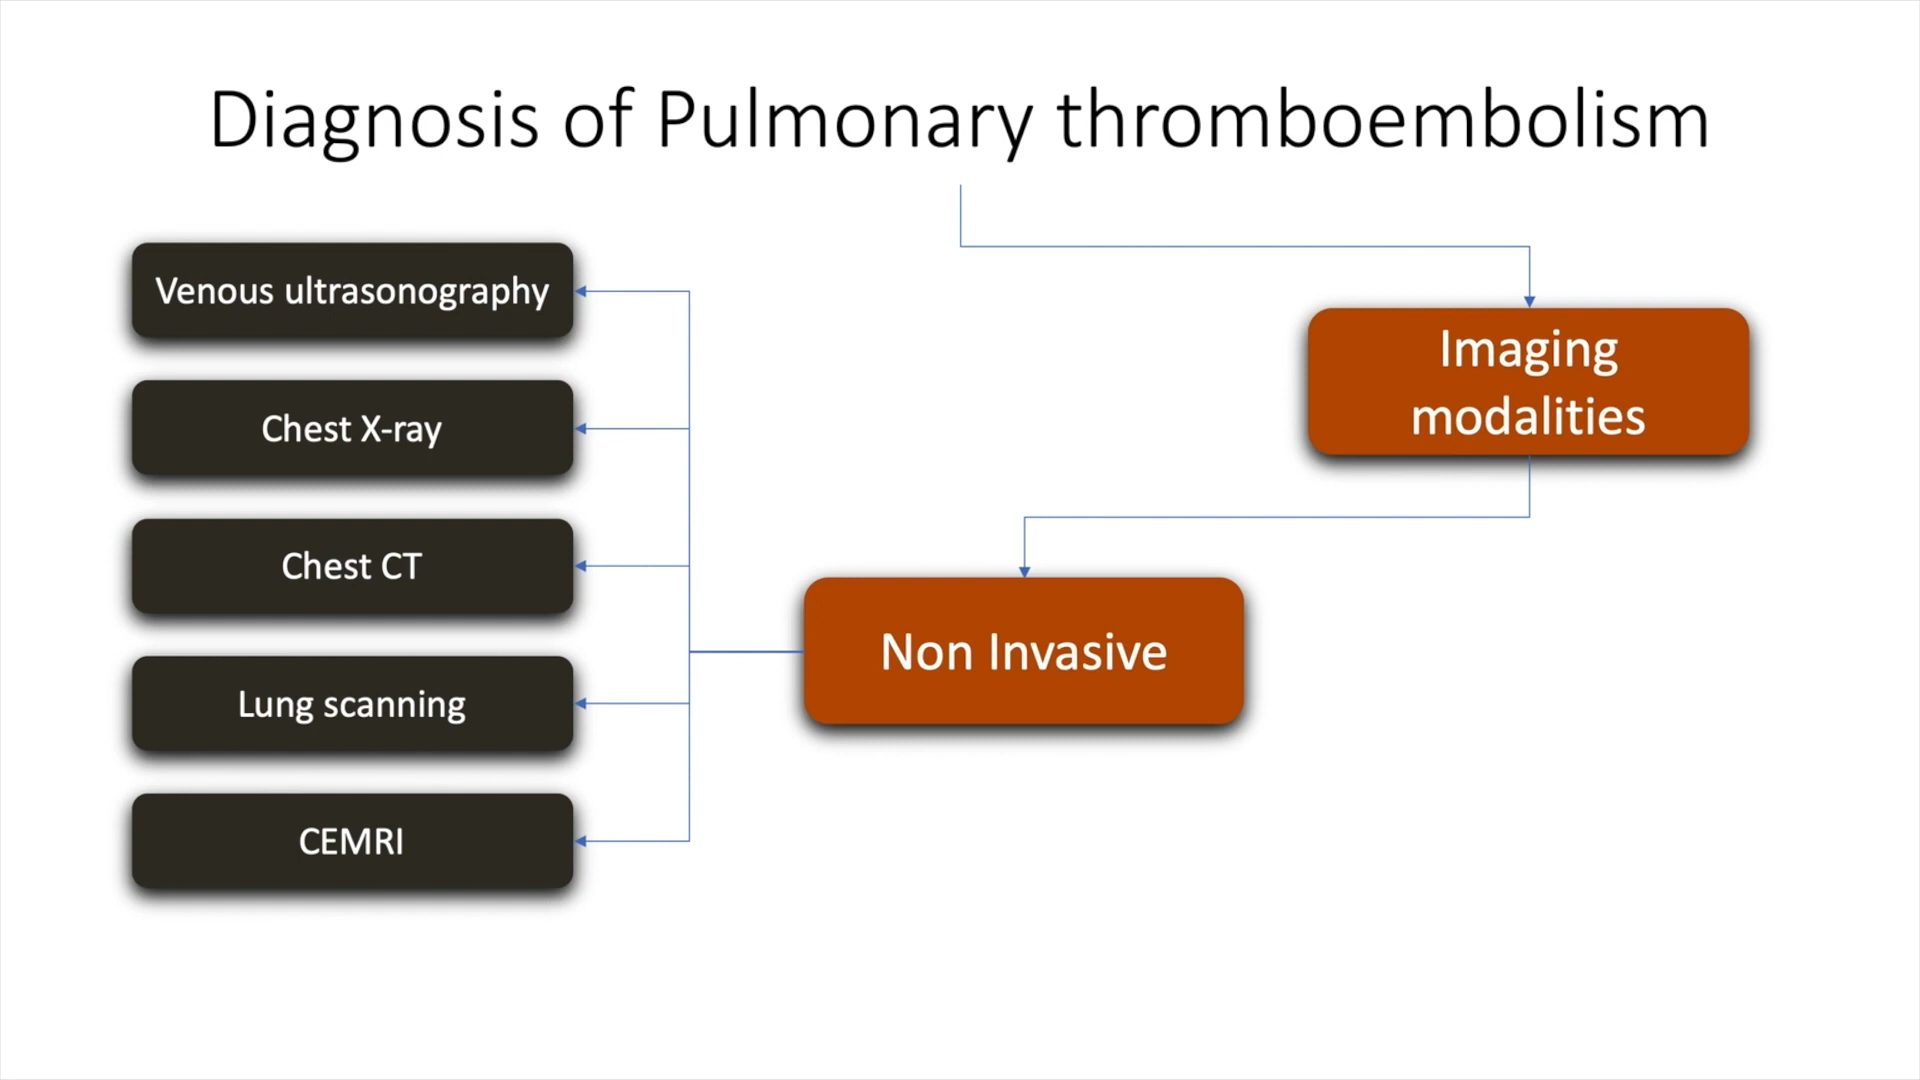 Diagnosis of Pulmonary thromboembolism
Imaging
modalities
Non Invasive
Venous ultrasonography
Chest X-ray
Chest CT
Lung scanning
CEMRI